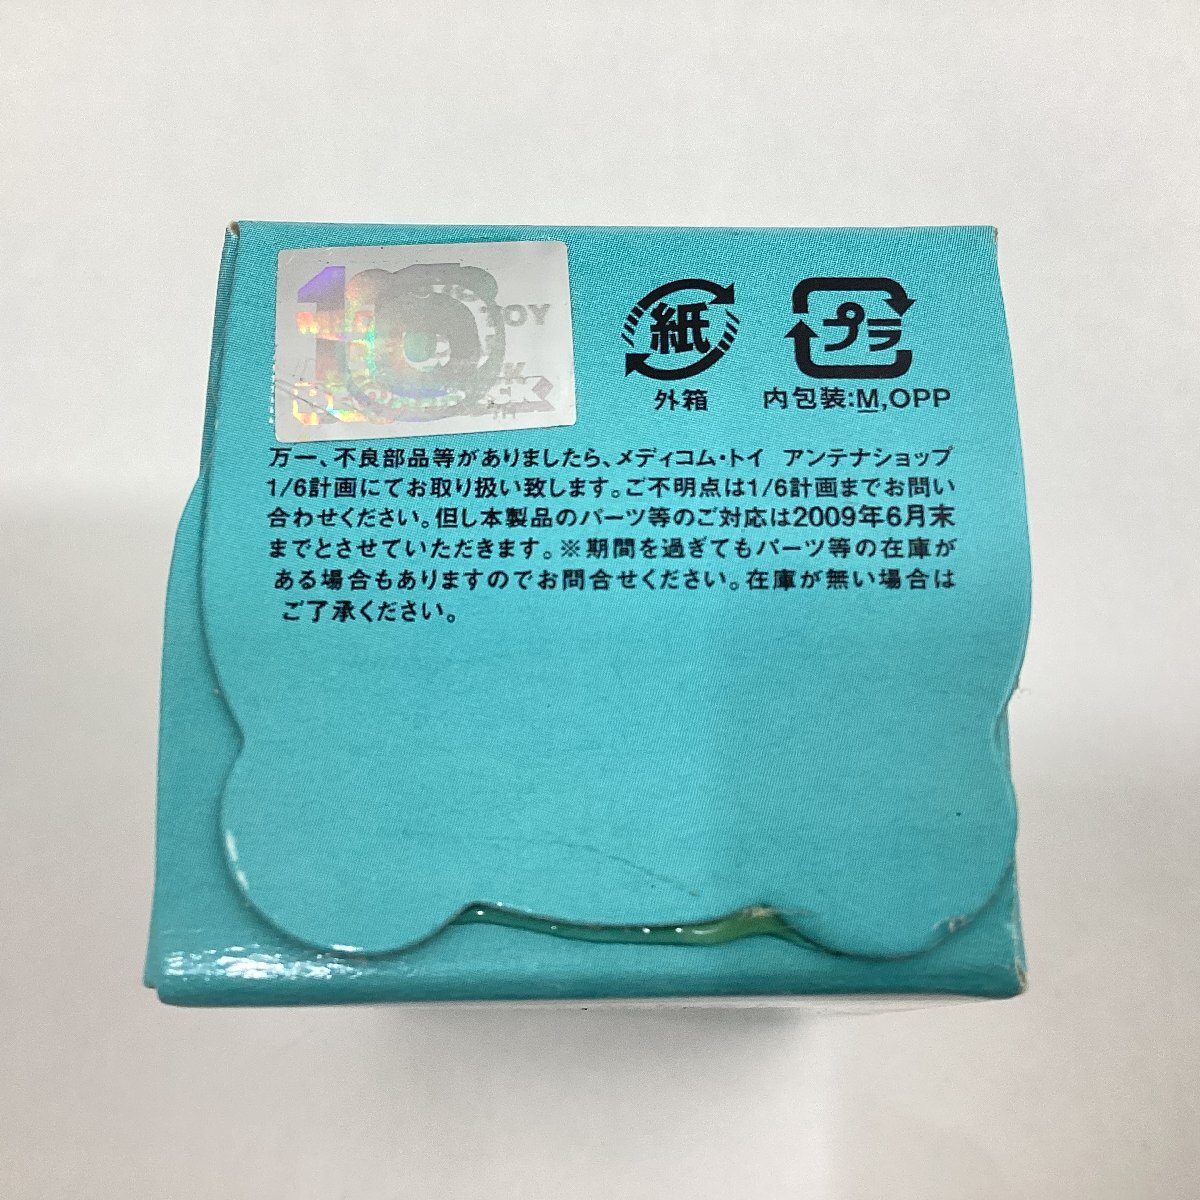 TOY
紙
プラ
外箱
内包装:M,OPP
万一、不良部品等がありましたら、メディコム・トイ アンテナショップ
1/6計画にてお取り扱い致します。ご不明点は1/6計画までお問い
合わせください。但し本製品のパーツ等のご対応は2009年6月末
までとさせていただきます。※期間を過ぎてもパーツ等の在庫が
ある場合もありますのでお問合せください。在庫が無い場合は
ご了承ください。